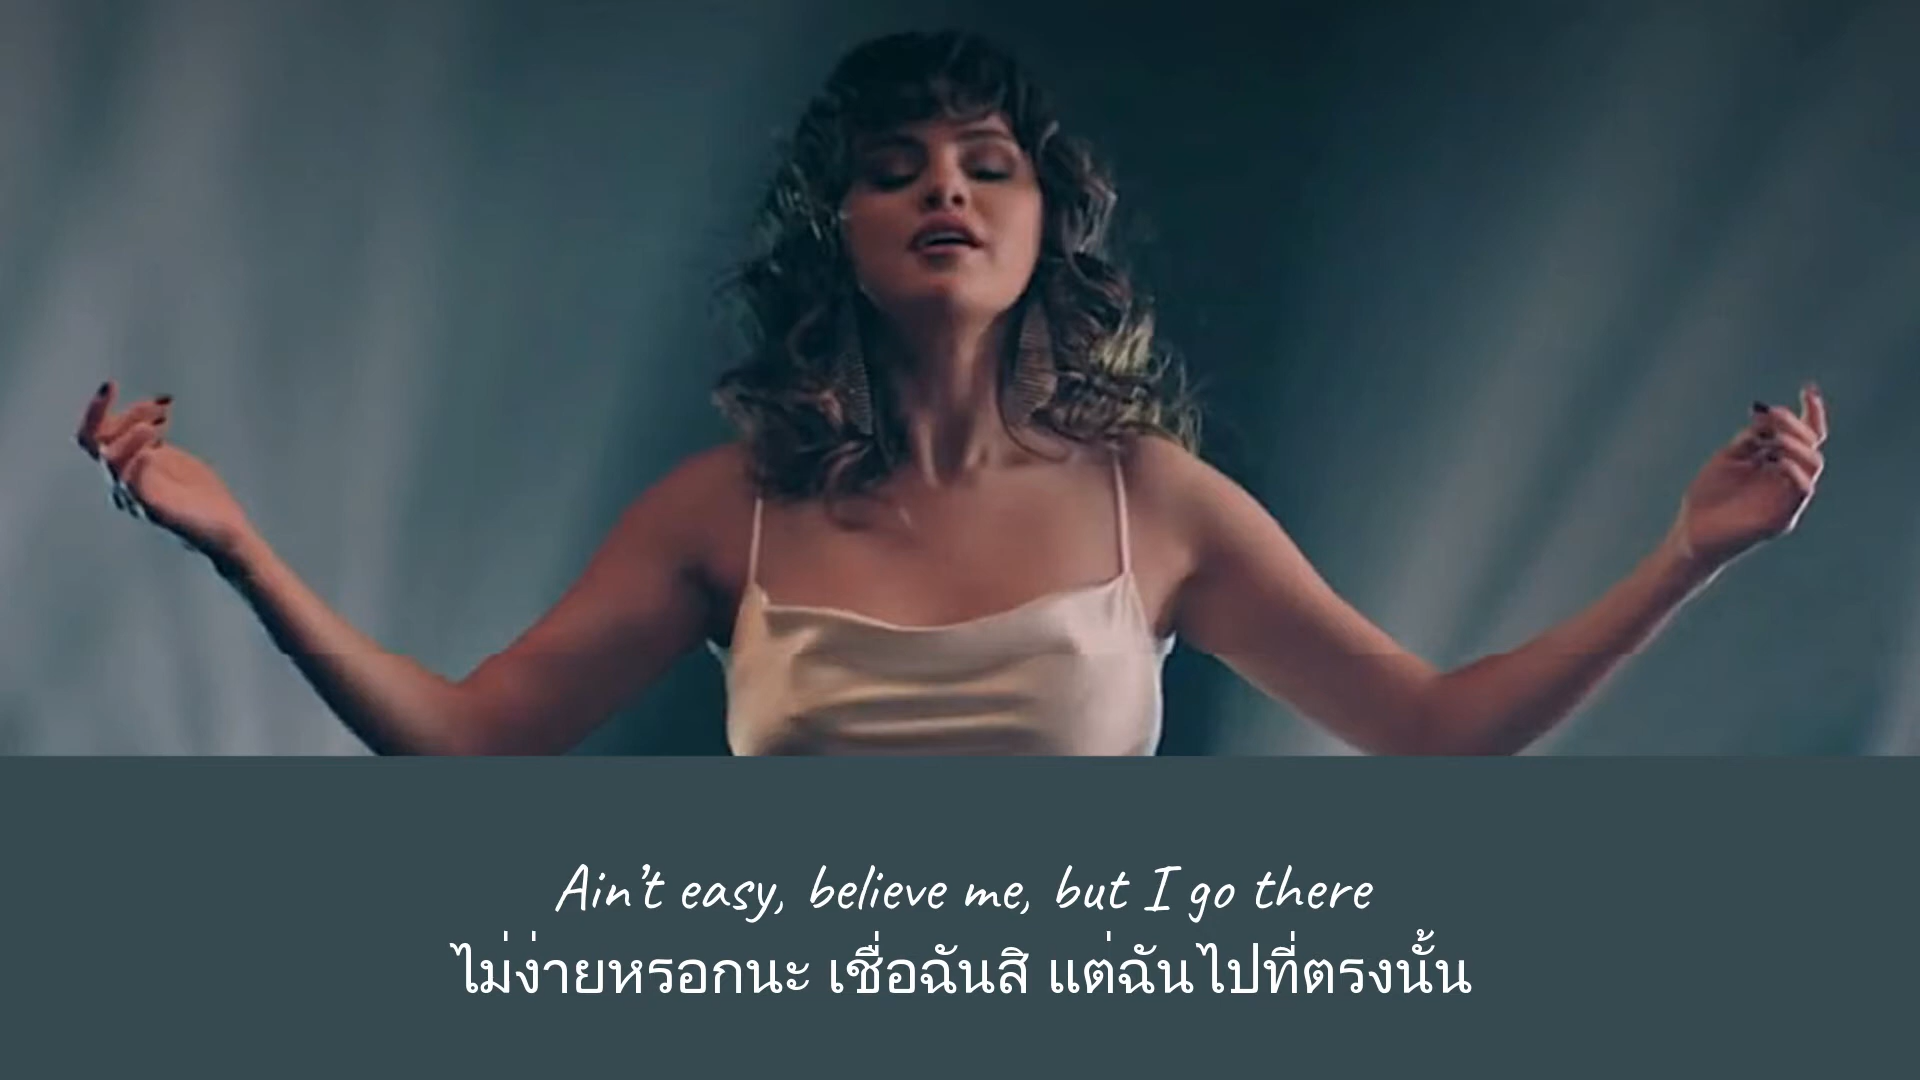 Ain't easy, believe me, but I go there
ไม่ง่ายหรอกนะ เชื่อฉันสิ แต่ฉันไปที่ตรงนั้น